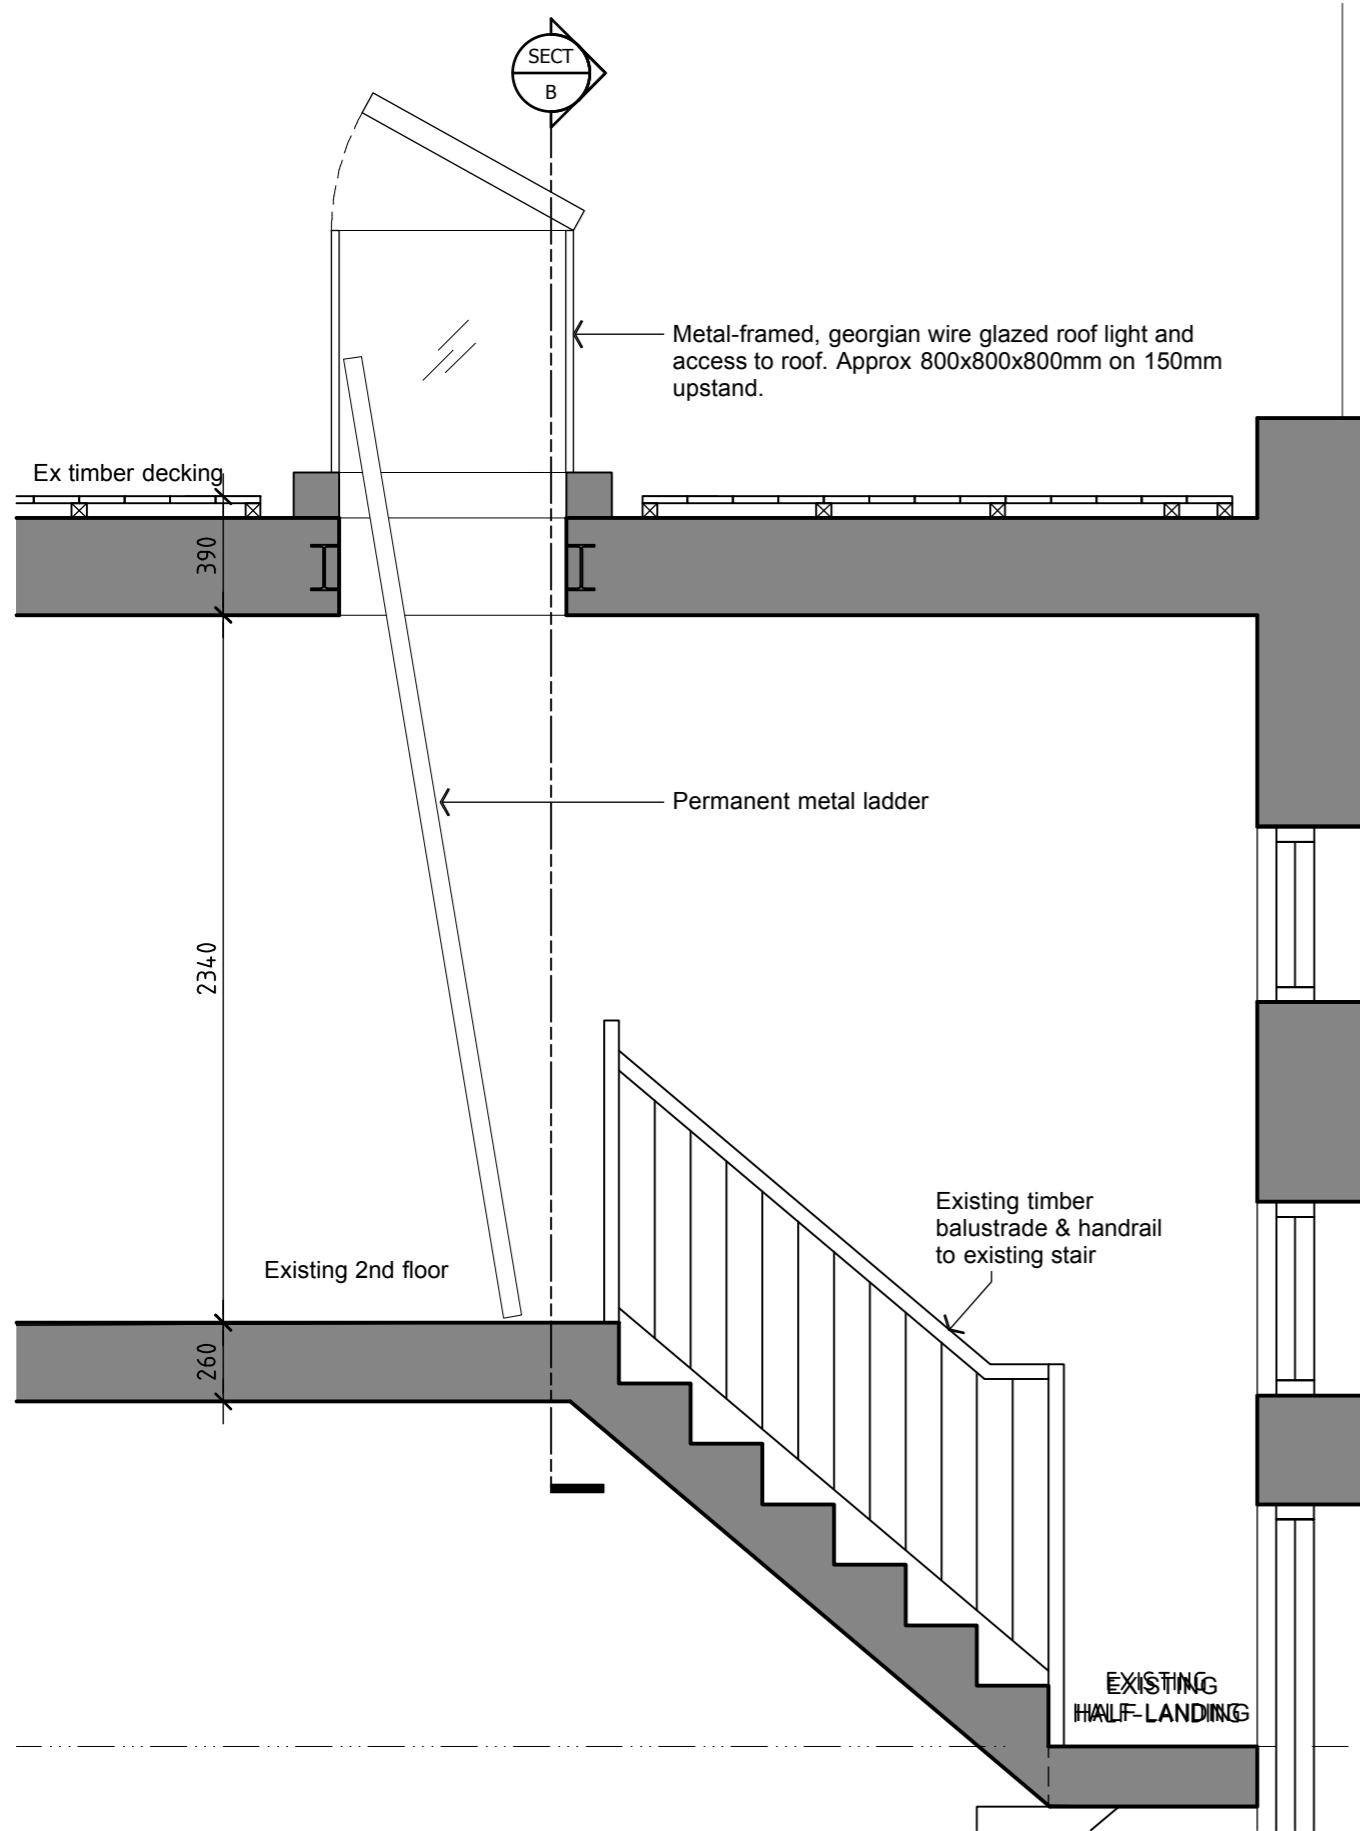 SECT
B
Metal-framed, georgian wire glazed roof light and
access to roof. Approx 800x800x800mm on 150mm
upstand.
Ex timber decking
390
Permanent metal ladder
2340
Existing timber
balustrade & handrail
to existing stair
Existing 2nd floor
260
EXISTING
HALF-LANDING